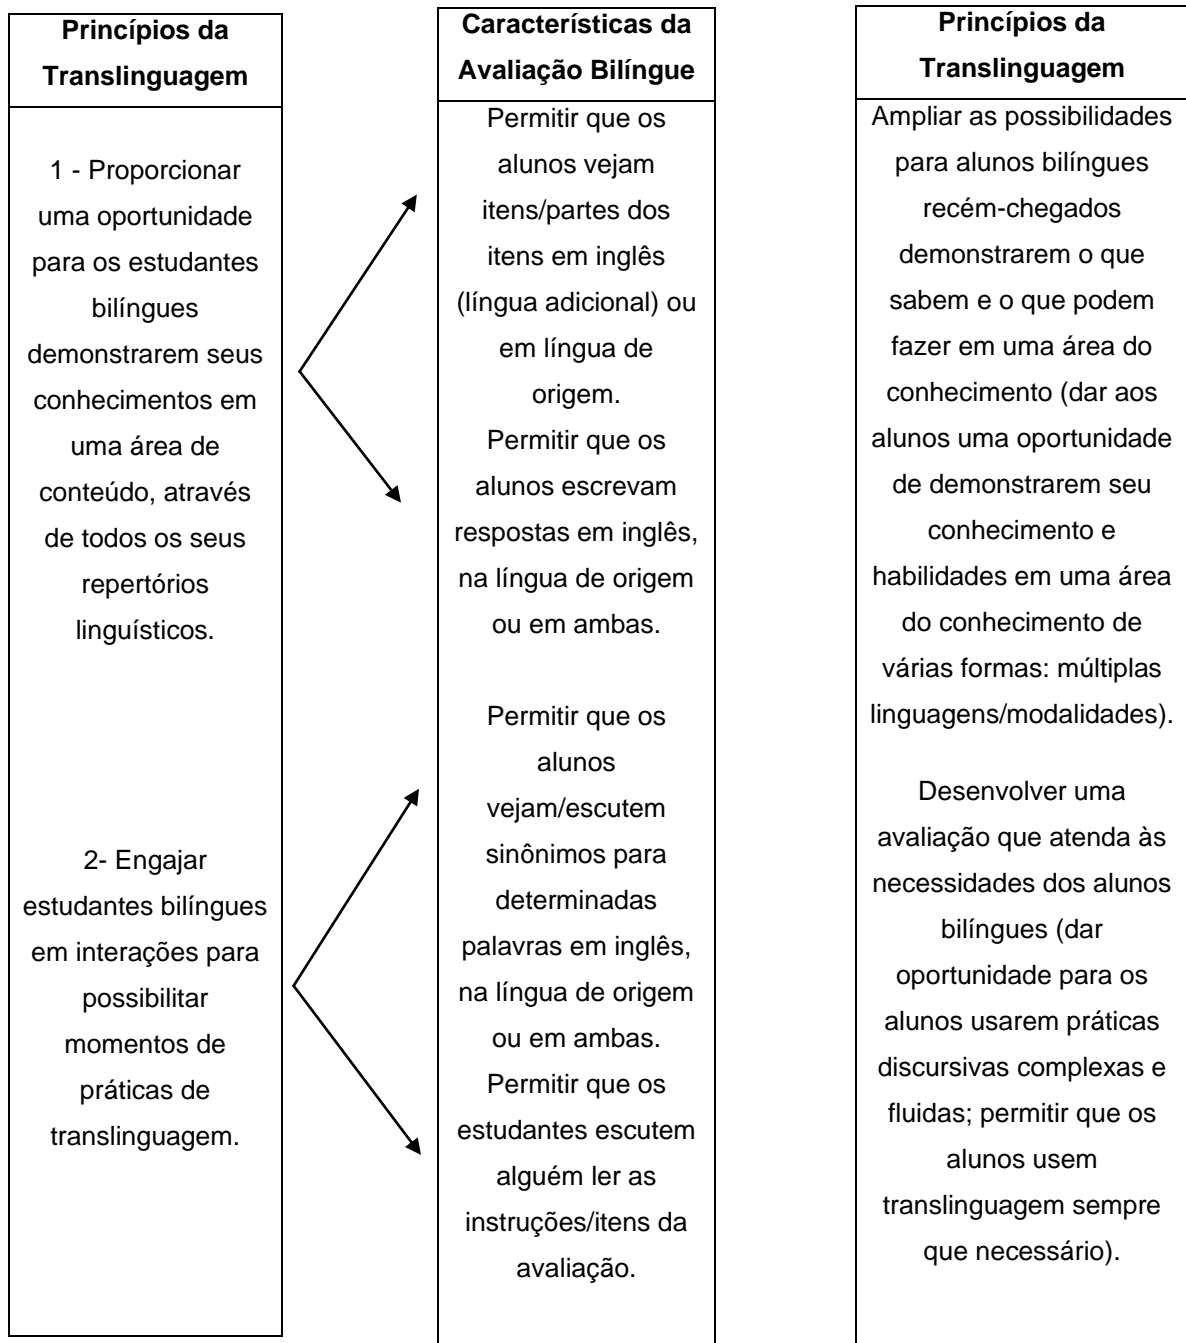 Princípios da
Translinguagem
1 - Proporcionar
uma oportunidade
para os estudantes
bilíngues
demonstrarem seus
conhecimentos em
uma área de
conteúdo, através
de todos os seus
repertórios
linguísticos.
2- Engajar
estudantes bilíngues
em interações para
possibilitar
momentos de
práticas de
translinguagem.
Características da
Avaliação Bilíngue
Permitir que os
alunos vejam
itens/partes dos
itens em inglês
(língua adicional) ou
em língua de
origem.
Permitir que os
alunos escrevam
respostas em inglês,
na língua de origem
ou em ambas.
Permitir que os
alunos
vejam/escutem
sinônimos para
determinadas
palavras em inglês,
na língua de origem
ou em ambas.
Permitir que os
estudantes escutem
alguém ler as
instruções/itens da
avaliação.
Princípios da
Translinguagem
Ampliar as possibilidades
para alunos bilíngues
recém-chegados
demonstrarem o que
sabem e o que podem
fazer em uma área do
conhecimento (dar aos
alunos uma oportunidade
de demonstrarem seu
conhecimento e
habilidades em uma área
do conhecimento de
várias formas: múltiplas
linguagens/modalidades).
Desenvolver uma
avaliação que atenda às
necessidades dos alunos
bilíngues (dar
oportunidade para os
alunos usarem práticas
discursivas complexas e
fluidas; permitir que os
alunos usem
translinguagem sempre
que necessário).